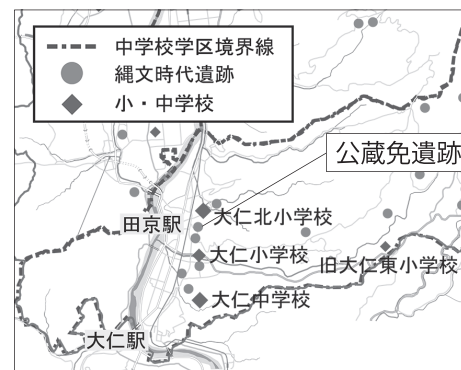 中学校学区境界線
縄文時代遺跡
小・中学校
公蔵免遺跡
大仁北小学校
田京駅
大仁小学校
旧大仁東小学校
大仁中学校
大仁駅